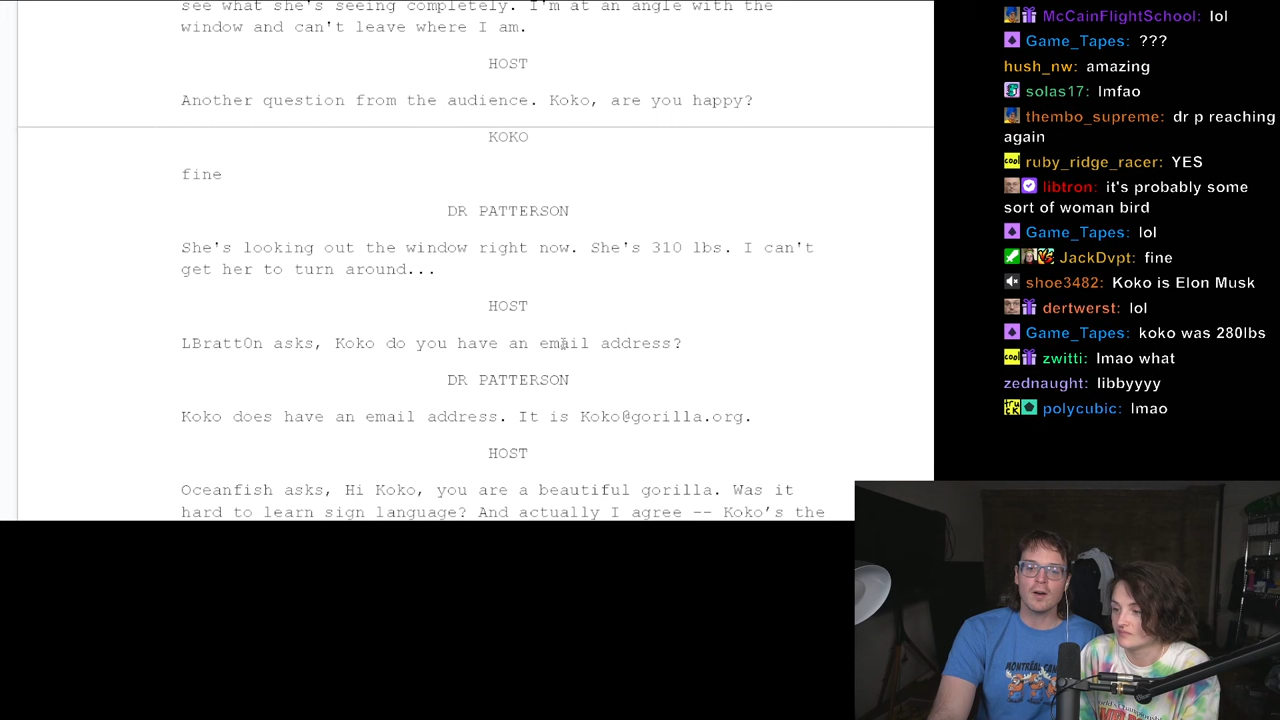 see what she's seeing completely. I'm at an angle with the
window and can't leave where I am.
HOST
Another question from the audience. Koko, are you happy?
KOKO
fine
DR PATTERSON
She's looking out the window right now. She's 310 lbs. I can't
get her to turn around...
HOST
LBratt0n asks, Koko do you have an email address?
DR PATTERSON
Koko does have an email address. It is Koko@gorilla.org.
HOST
Oceanfish asks, Hi Koko, you are a beautiful gorilla. Was it
hard to learn sign language? And actually I agree -- Koko's the
McCainFlightSchool: lol
Game_Tapes: ???
hush_nw: amazing
solas17: lmfao
thembo_supreme: dr p reaching
again
cool ruby_ridge_racer: YES
libtron: it's probably some
sort of woman bird
Game_Tapes: lol
JackDvpt: fine
shoe3482: Koko is Elon Musk
dertwerst: lol
Game_Tapes: koko was 280lbs
cool zwitti: lmao what
zednaught: libbyyyy
polycubic: lmao
MONTRÉAL